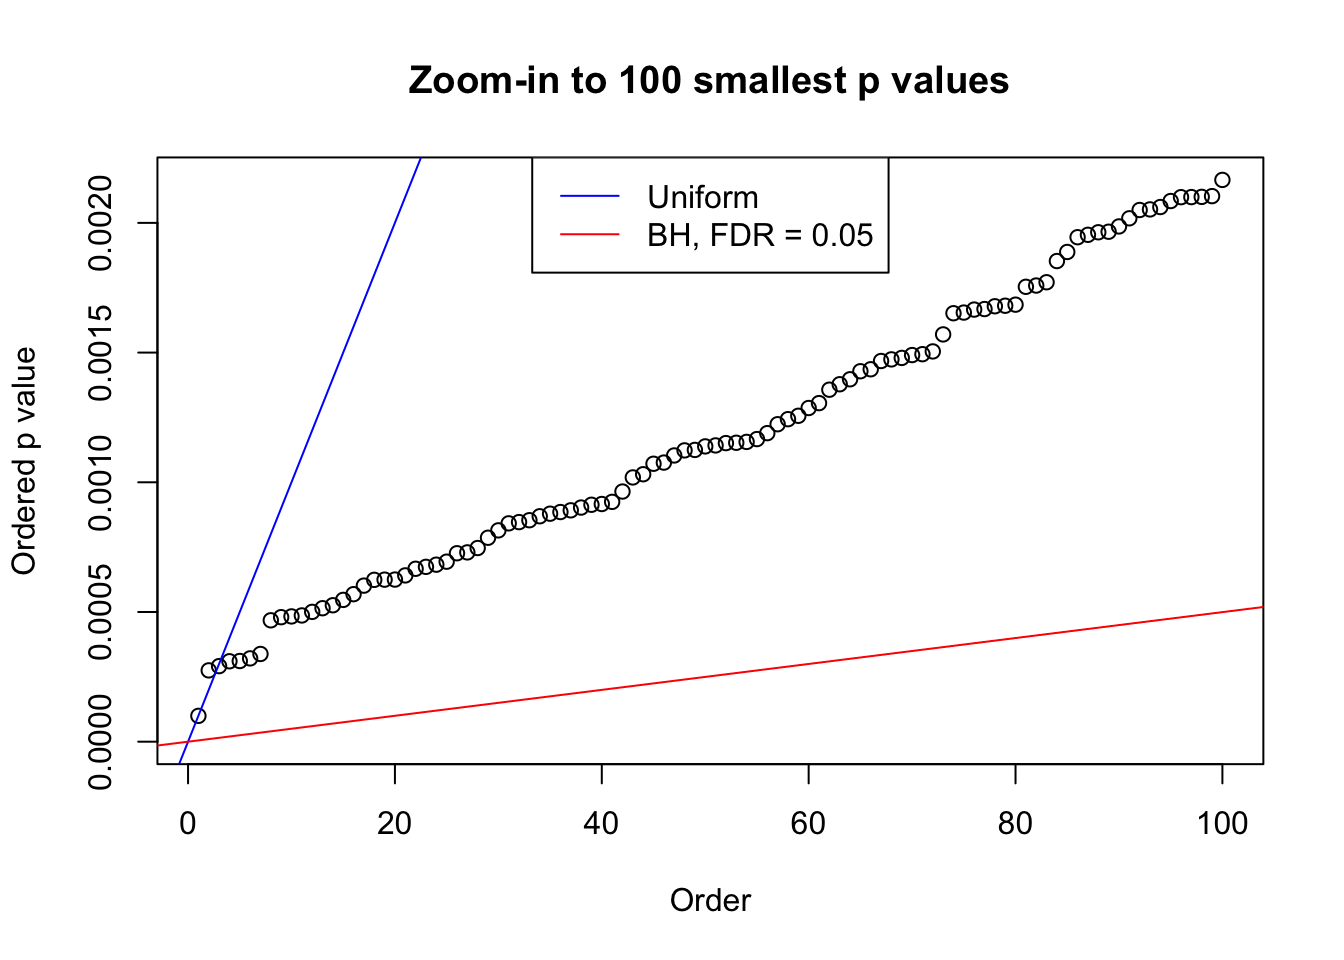 Zoom-in to 100 smallest p values
Uniform
BH, FDR = 0.05
Ordered p value
0.0020
0.0015
0.0010
0.0005
0.0000
0 20 40 60 80 100
Order